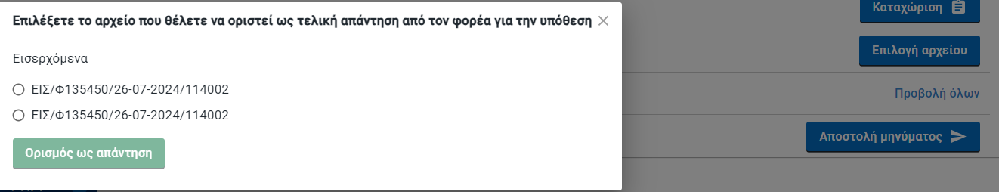 Επιλέξετε το αρχείο που θέλετε να οριστεί ως τελική απάντηση από τον φορέα για την υπόθεση
Εισερχόμενα
ΕΙΣ/Φ135450/26-07-2024/114002
ΕΙΣ/Φ135450/26-07-2024/114002
Ορισμός ως απάντηση
Καταχώριση
Επιλογή αρχείου
Προβολή όλων
Αποστολή μηνύματος